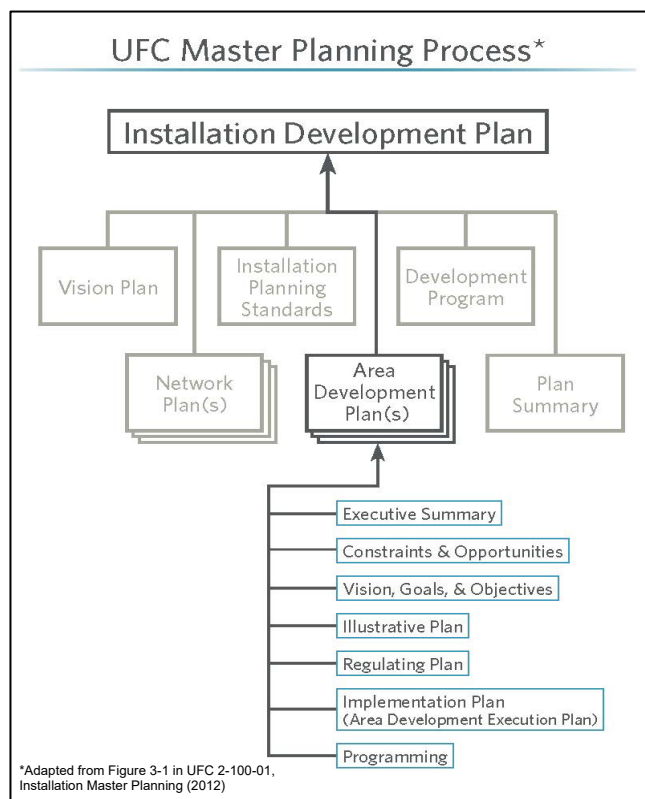 UFC Master Planning Process*
Installation Development Plan
Vision Plan
Installation
Planning
Standards
Development
Program
Network
Plan(s)
Area
Development
Plan(s)
Plan
Summary
Executive Summary
Constraints & Opportunities
Vision, Goals, & Objectives
Illustrative Plan
Regulating Plan
Implementation Plan
(Area Development Execution Plan)
Programming
*Adapted from Figure 3-1 in UFC 2-100-01,
Installation Master Planning (2012)